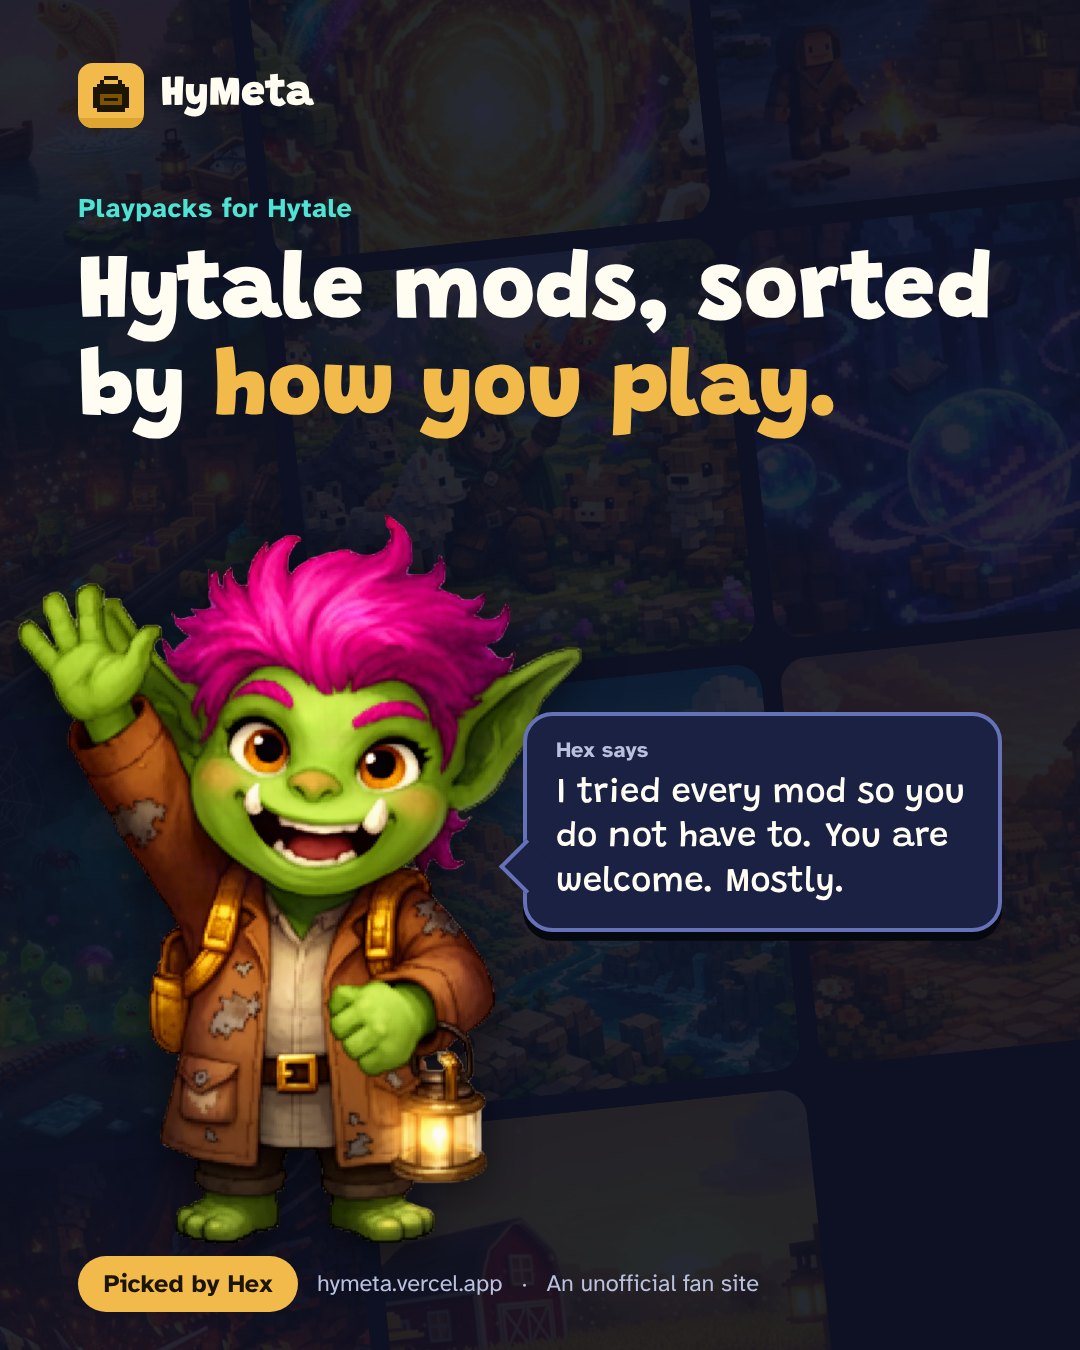 HyMeta
Playpacks for Hytale
Hytale mods, sorted
by how you play.
Hex says
I tried every mod so you
do not have to. You are
welcome. Mostly.
Picked by Hex
hymeta.vercel.app · An unofficial fan site